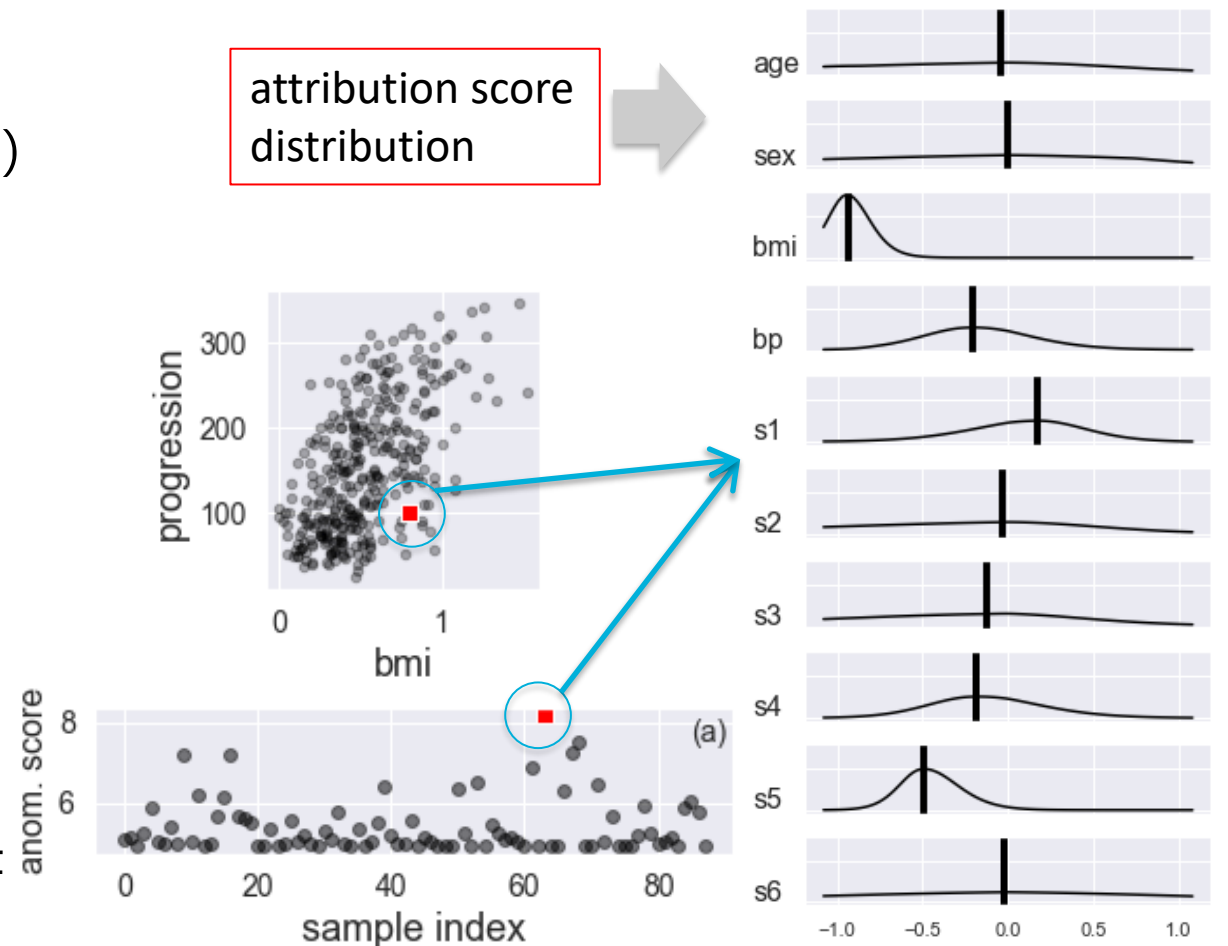 )
attribution score
distribution
age
sex
bmi
bp
s1
s2
s3
s4
s5
s6
−1.0 −0.5 0.0 0.5 1.0
progression
300
200
100
0 1
bmi
anom. score
8
6
(a)
0 20 40 60 80
sample index